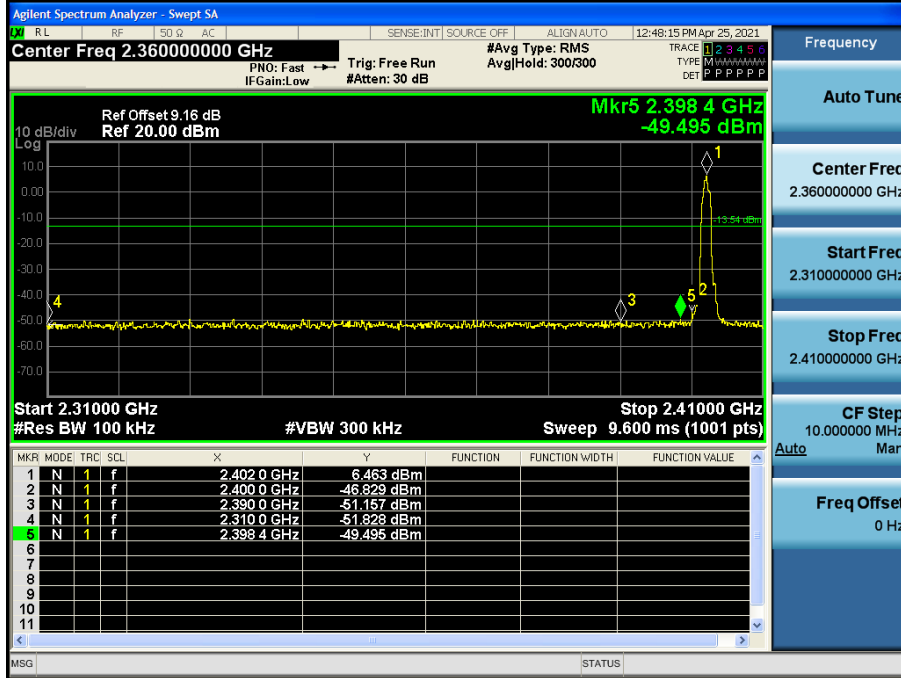 Agilent Spectrum Analyzer - Swept SA
LXI RL RF 50 Ω AC SENSE:INT SOURCE OFF ALIGN AUTO 12:48:15 PM Apr 25, 2021
Center Freq 2.360000000 GHz
PNO: Fast
IFGain:Low
Trig: Free Run
#Atten: 30 dB
#Avg Type: RMS
Avg|Hold: 300/300
TRACE 1 2 3 4 5 6
TYPE M WWWWW
DET P P P P P P
Frequency
Auto Tune
Center Freq
2.360000000 GHz
Start Freq
2.310000000 GHz
Stop Freq
2.410000000 GHz
CF Step
10.000000 MHz
Auto Man
Freq Offset
0 Hz
Mkr5 2.398 4 GHz
-49.495 dBm
Ref Offset 9.16 dB
10 dB/div Ref 20.00 dBm
Log
10.0
0.00
-10.0
-20.0
-30.0
-40.0
-50.0
-60.0
-70.0
1
-13.54 dBm
4
3
5
2
Start 2.31000 GHz Stop 2.41000 GHz
#Res BW 100 kHz #VBW 300 kHz Sweep 9.600 ms (1001 pts)
MKR MODE TRC SCL X Y FUNCTION FUNCTION WIDTH FUNCTION VALUE
1 N 1 f 2.402 0 GHz 6.463 dBm
2 N 1 f 2.400 0 GHz -46.829 dBm
3 N 1 f 2.390 0 GHz -51.157 dBm
4 N 1 f 2.310 0 GHz -51.828 dBm
5 N 1 f 2.398 4 GHz -49.495 dBm
6
7
8
9
10
11
MSG STATUS